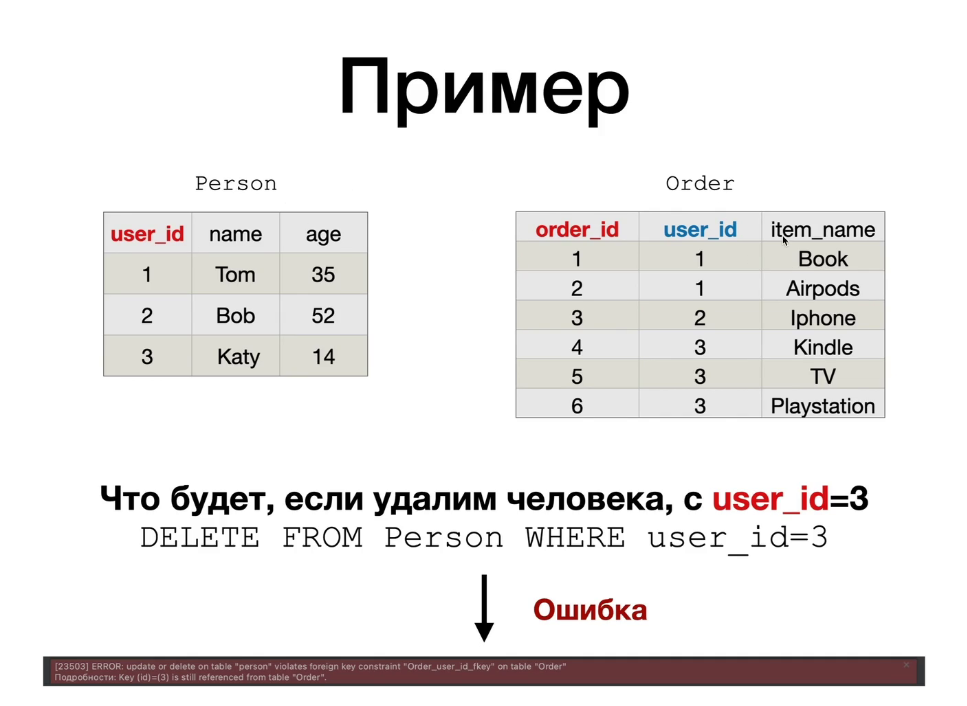 Пример
Person
Order
user_id name age
1 Tom 35
2 Bob 52
3 Katy 14
order_id user_id item_name
1 1 Book
2 1 Airpods
3 2 Iphone
4 3 Kindle
5 3 TV
6 3 Playstation
Что будет, если удалим человека, с user_id=3
DELETE FROM Person WHERE user_id=3
Ошибка
[23503] ERROR: update or delete on table "person" violates foreign key constraint "Order_user_id_fkey" on table "Order"
Подробности: Key (id)=(3) is still referenced from table "Order".